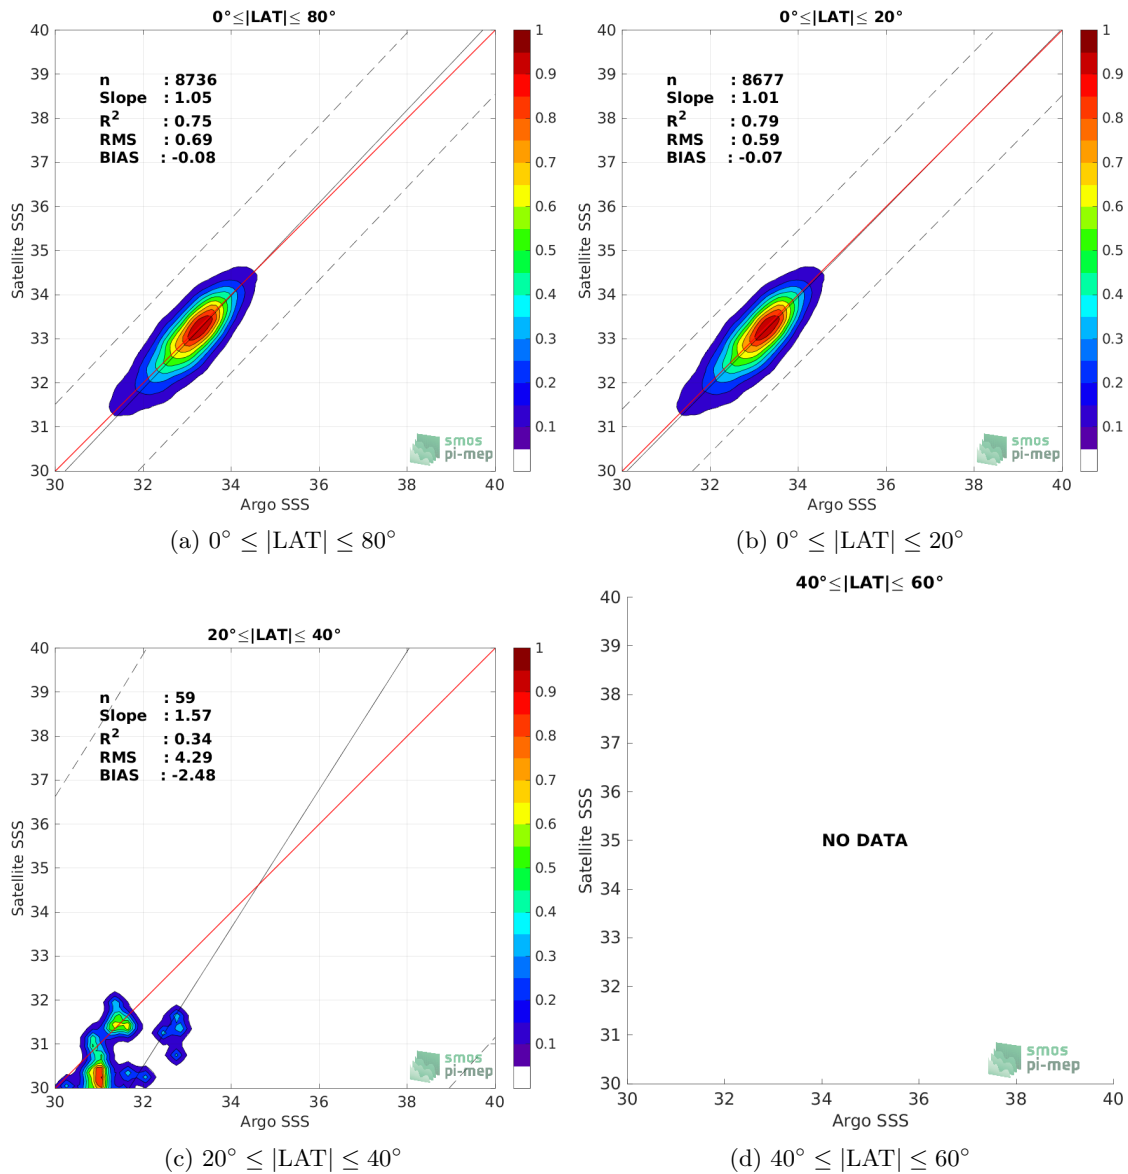 0°≤|LAT|≤ 80°
40
39
38
37
36
35
34
33
32
31
30
Satellite SSS
n : 8736
Slope : 1.05
R² : 0.75
RMS : 0.69
BIAS : -0.08
smos
pi-mep
30 32 34 36 38 40
Argo SSS
1
0.9
0.8
0.7
0.6
0.5
0.4
0.3
0.2
0.1
(a) 0° ≤ |LAT| ≤ 80°
0°≤|LAT|≤ 20°
40
39
38
37
36
35
34
33
32
31
30
Satellite SSS
n : 8677
Slope : 1.01
R² : 0.79
RMS : 0.59
BIAS : -0.07
smos
pi-mep
30 32 34 36 38 40
Argo SSS
1
0.9
0.8
0.7
0.6
0.5
0.4
0.3
0.2
0.1
(b) 0° ≤ |LAT| ≤ 20°
20°≤|LAT|≤ 40°
40
39
38
37
36
35
34
33
32
31
30
Satellite SSS
n : 59
Slope : 1.57
R² : 0.34
RMS : 4.29
BIAS : -2.48
smos
pi-mep
30 32 34 36 38 40
Argo SSS
1
0.9
0.8
0.7
0.6
0.5
0.4
0.3
0.2
0.1
(c) 20° ≤ |LAT| ≤ 40°
40°≤|LAT|≤ 60°
40
39
38
37
36
35
34
33
32
31
30
Satellite SSS
NO DATA
smos
pi-mep
30 32 34 36 38 40
Argo SSS
(d) 40° ≤ |LAT| ≤ 60°